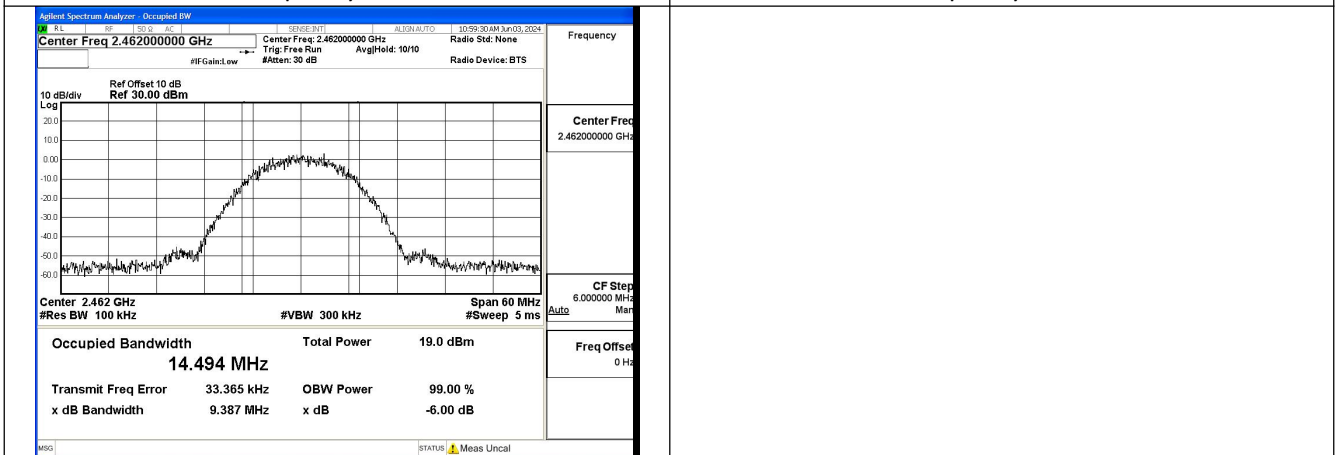 Agilent Spectrum Analyzer - Occupied BW
RL RF 50 Ω AC SENSE:INT ALIGN AUTO 10:59:30 AM Jun 03, 2024
Center Freq 2.462000000 GHz Center Freq: 2.462000000 GHz Radio Std: None Frequency
Trig: Free Run Avg|Hold: 10/10
#IFGain:Low #Atten: 30 dB Radio Device: BTS
Ref Offset 10 dB
10 dB/div Ref 30.00 dBm
Log
20.0
10.0
0.00
-10.0
-20.0
-30.0
-40.0
-50.0
-60.0
Center Freq
2.462000000 GHz
Center 2.462 GHz Span 60 MHz
#Res BW 100 kHz #VBW 300 kHz #Sweep 5 ms
CF Step
6.000000 MHz
Auto Man
Occupied Bandwidth Total Power 19.0 dBm
14.494 MHz
Freq Offset
0 Hz
Transmit Freq Error 33.365 kHz OBW Power 99.00 %
x dB Bandwidth 9.387 MHz x dB -6.00 dB
MSG STATUS Meas Uncal